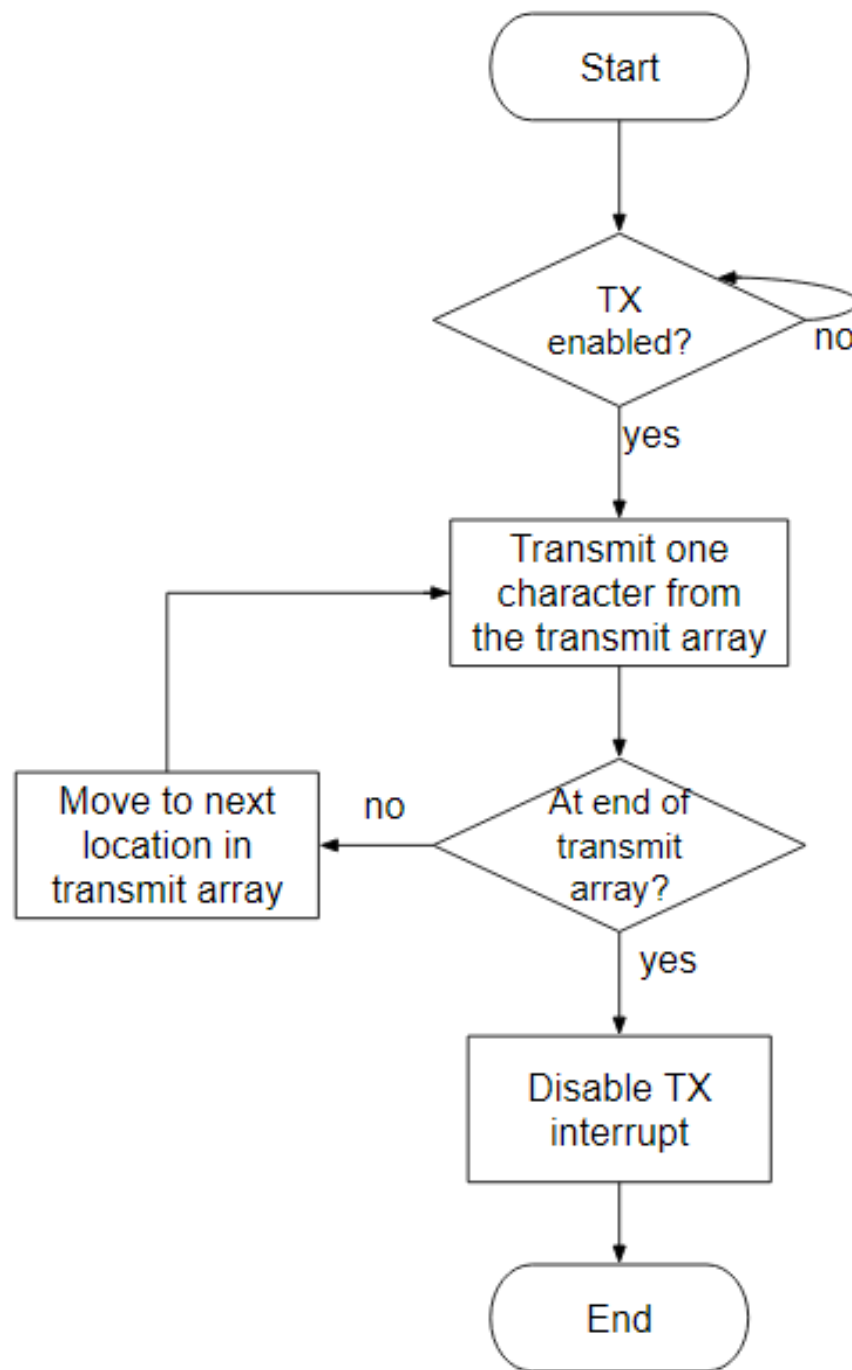 Start
TX
enabled?
no
yes
Transmit one
character from
the transmit array
Move to next
location in
transmit array
no
At end of
transmit
array?
yes
Disable TX
interrupt
End